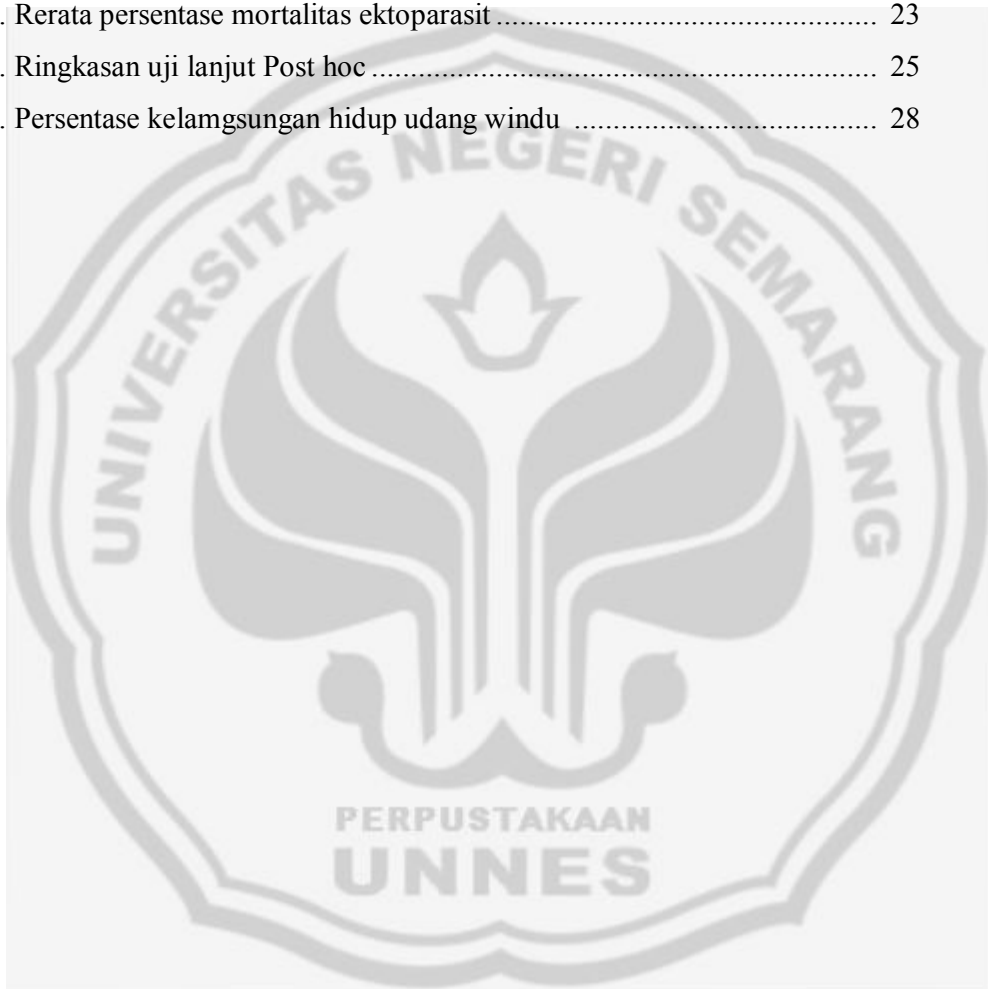 . Rerata persentase mortalitas ektoparasit ................................................... 23
. Ringkasan uji lanjut Post hoc ..................................................................... 25
. Persentase kelamgsungan hidup udang windu ......................................... 28
UNIVERSITAS NEGERI SEMARANG
PERPUSTAKAAN
UNNES